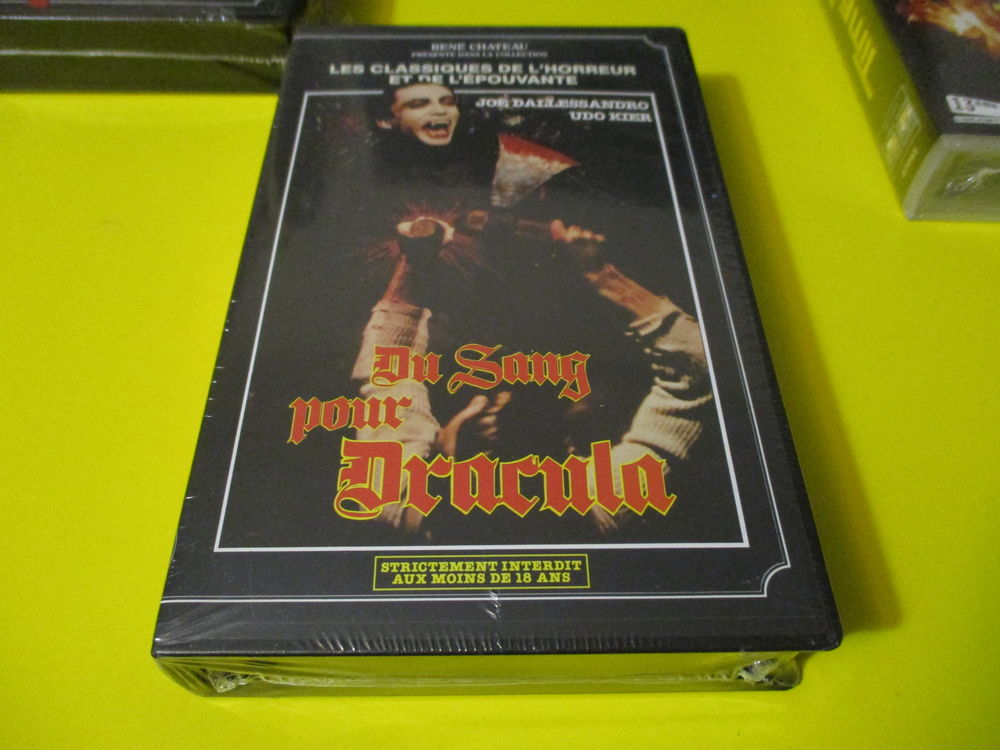 RENÉ CHATEAU
PRÉSENTE DANS LA COLLECTION
LES CLASSIQUES DE L'HORREUR
ET DE L'ÉPOUVANTE
JOE DALLESSANDRO
UDO KIER
Du Sang
pour
Dracula
STRICTEMENT INTERDIT
AUX MOINS DE 18 ANS